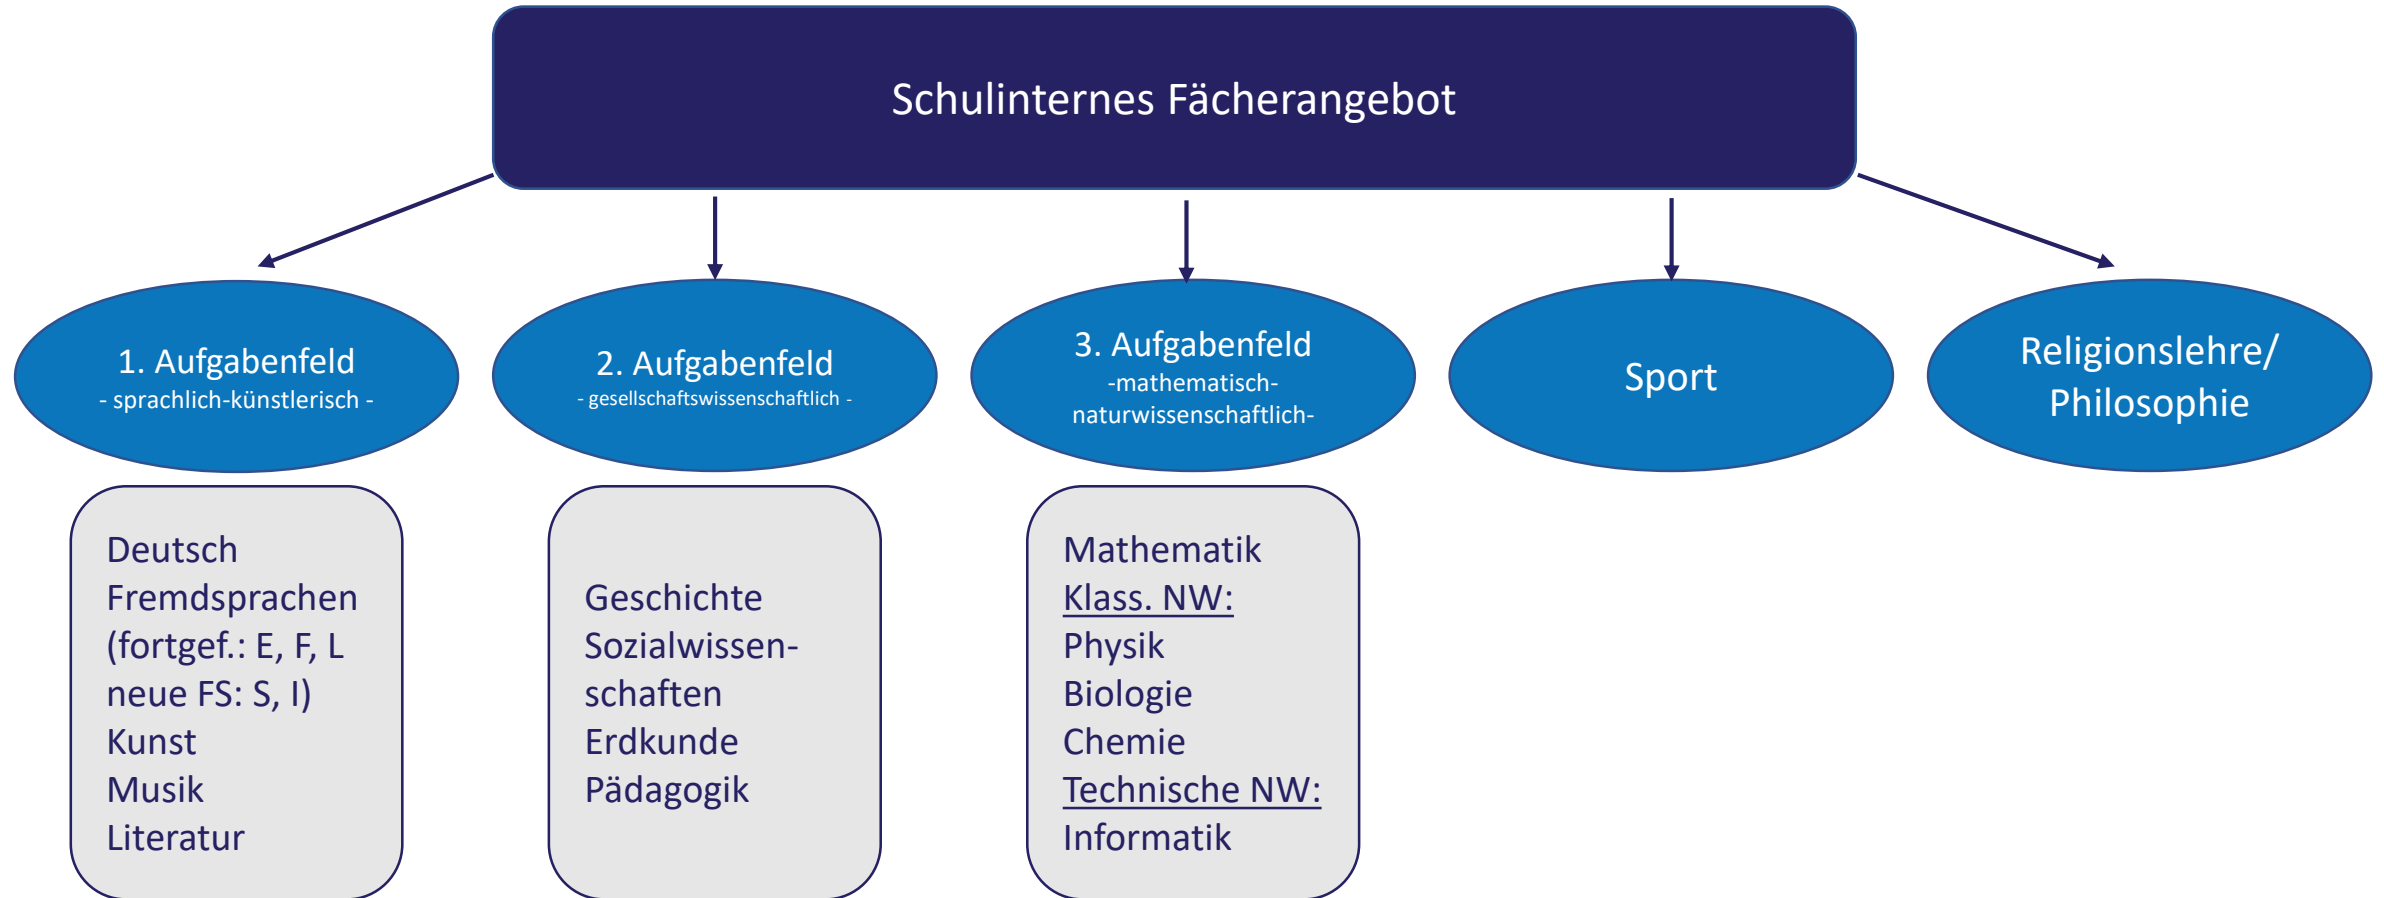 Schulinternes Fächerangebot
1. Aufgabenfeld
- sprachlich-künstlerisch -
2. Aufgabenfeld
- gesellschaftswissenschaftlich -
3. Aufgabenfeld
-mathematisch-
naturwissenschaftlich-
Sport
Religionslehre/
Philosophie
Deutsch
Fremdsprachen
(fortgef.: E, F, L
neue FS: S, I)
Kunst
Musik
Literatur
Geschichte
Sozialwissen-
schaften
Erdkunde
Pädagogik
Mathematik
Klass. NW:
Physik
Biologie
Chemie
Technische NW:
Informatik